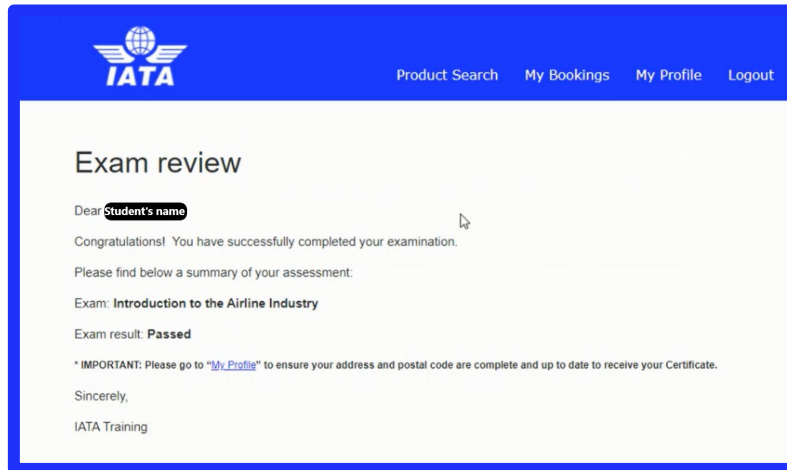 IATA
Product Search My Bookings My Profile Logout
Exam review
Dear Student's name
Congratulations! You have successfully completed your examination.
Please find below a summary of your assessment:
Exam: Introduction to the Airline Industry
Exam result: Passed
* IMPORTANT: Please go to “My Profile” to ensure your address and postal code are complete and up to date to receive your Certificate.
Sincerely,
IATA Training